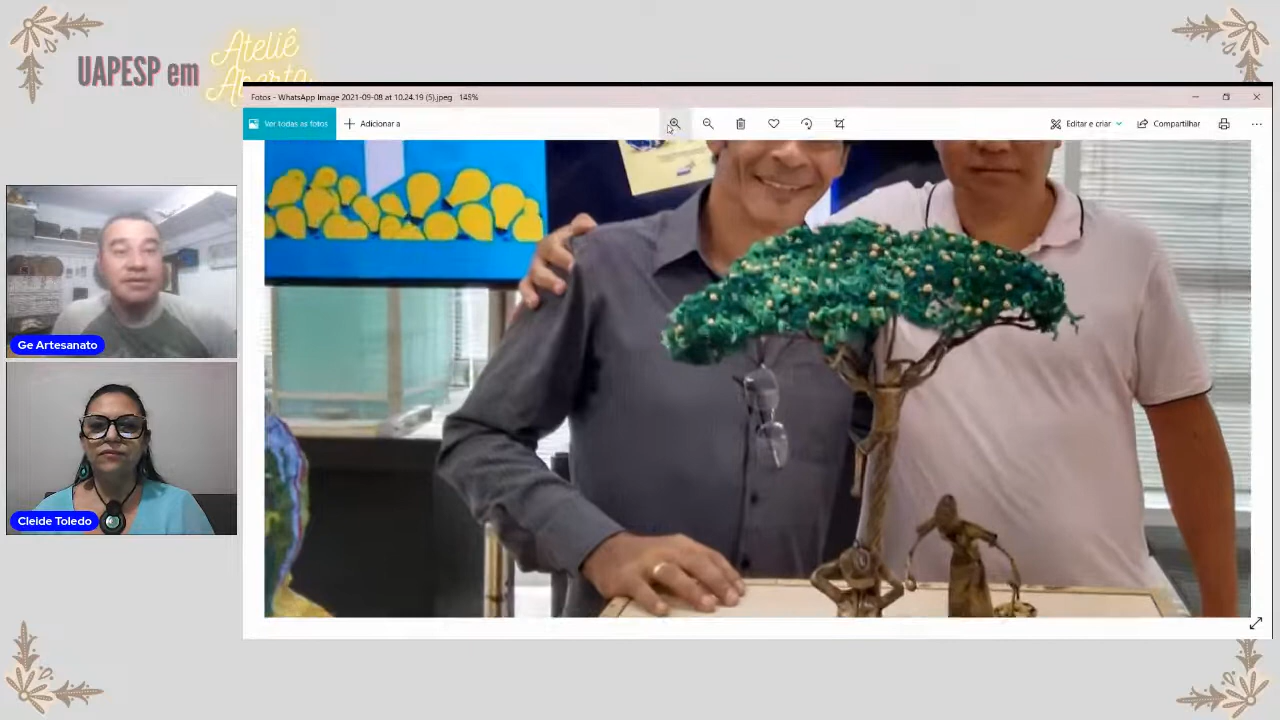 UAPESP em
Ateliê
Aberto
Fotos - WhatsApp Image 2021-09-08 at 10.24.19 (5).jpeg 145%
Ver todas as fotos
Adicionar a
Editar e criar
Compartilhar
Ge Artesanato
Cleide Toledo